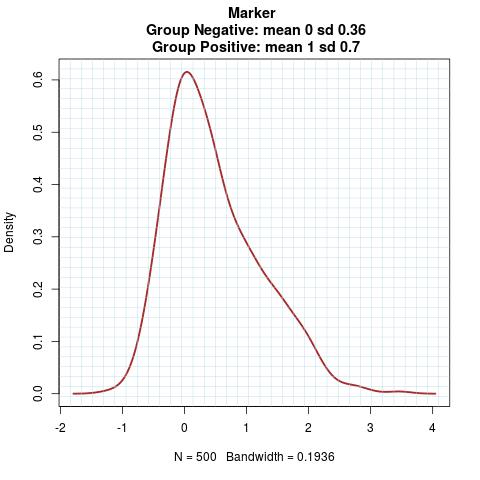 Marker
Group Negative: mean 0 sd 0.36
Group Positive: mean 1 sd 0.7
0.6
0.5
0.4
0.3
0.2
0.1
0.0
Density
-2 -1 0 1 2 3 4
N = 500 Bandwidth = 0.1936